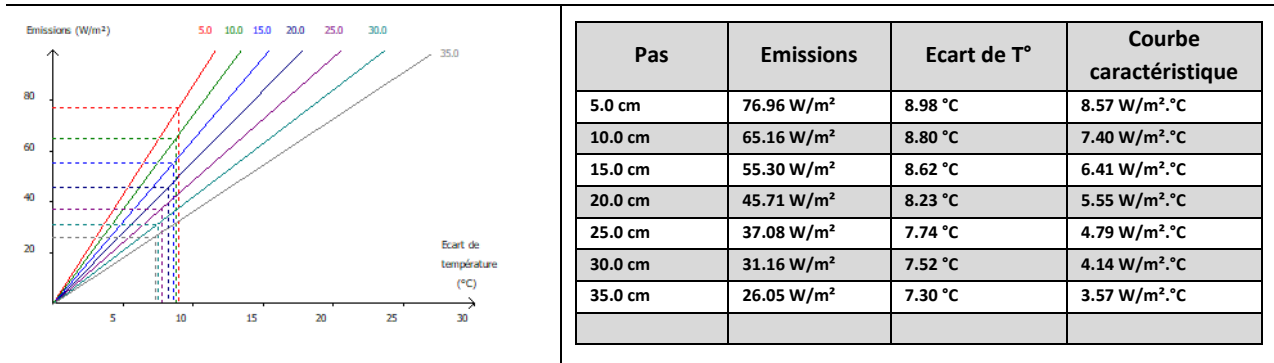 Emissions (W/m²)
5.0 10.0 15.0 20.0 25.0 30.0
35.0
80
60
40
20
Ecart de
température
(°C)
5 10 15 20 25 30
Pas Emissions Ecart de T° Courbe caractéristique
5.0 cm 76.96 W/m² 8.98 °C 8.57 W/m².°C
10.0 cm 65.16 W/m² 8.80 °C 7.40 W/m².°C
15.0 cm 55.30 W/m² 8.62 °C 6.41 W/m².°C
20.0 cm 45.71 W/m² 8.23 °C 5.55 W/m².°C
25.0 cm 37.08 W/m² 7.74 °C 4.79 W/m².°C
30.0 cm 31.16 W/m² 7.52 °C 4.14 W/m².°C
35.0 cm 26.05 W/m² 7.30 °C 3.57 W/m².°C